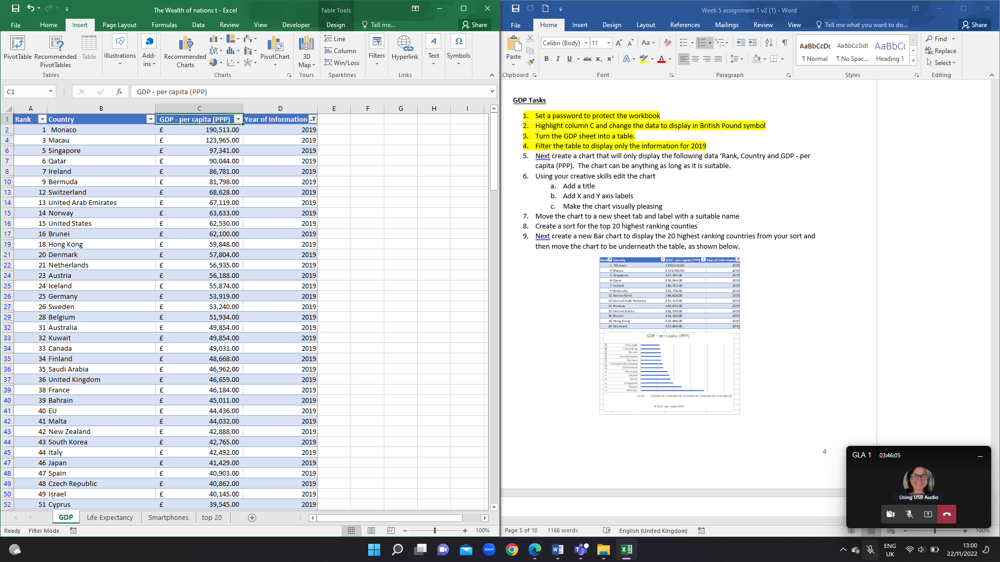 The Wealth of nations t - Excel
Table Tools
File Home Insert Page Layout Formulas Data Review View Developer Design Tell me... Share
PivotTable
Recommended PivotTables
Table
Illustrations
Add-ins
Recommended Charts
PivotChart
3D Map
Line
Column
Win/Loss
Filters
Hyperlink
Text
Symbols
Tables Charts Tours Sparklines Links
C1 fx GDP - per capita (PPP)
A B C D E F G H I
1 Rank Country GDP - per capita (PPP) Year of Information
2 1 Monaco £ 190,513.00 2019
4 3 Macau £ 123,965.00 2019
6 5 Singapore £ 97,341.00 2019
7 6 Qatar £ 90,044.00 2019
8 7 Ireland £ 86,781.00 2019
10 9 Bermuda £ 81,798.00 2019
13 12 Switzerland £ 68,628.00 2019
14 13 United Arab Emirates £ 67,119.00 2019
15 14 Norway £ 63,633.00 2019
16 15 United States £ 62,530.00 2019
17 16 Brunei £ 62,100.00 2019
19 18 Hong Kong £ 59,848.00 2019
21 20 Denmark £ 57,804.00 2019
22 21 Netherlands £ 56,935.00 2019
24 23 Austria £ 56,188.00 2019
25 24 Iceland £ 55,874.00 2019
26 25 Germany £ 53,919.00 2019
27 26 Sweden £ 53,240.00 2019
29 28 Belgium £ 51,934.00 2019
32 31 Australia £ 49,854.00 2019
33 32 Kuwait £ 49,854.00 2019
34 33 Canada £ 49,031.00 2019
35 34 Finland £ 48,668.00 2019
36 35 Saudi Arabia £ 46,962.00 2019
37 36 United Kingdom £ 46,659.00 2019
39 38 France £ 46,184.00 2019
40 39 Bahrain £ 45,011.00 2019
41 40 EU £ 44,436.00 2019
42 41 Malta £ 44,032.00 2019
43 42 New Zealand £ 42,888.00 2019
44 43 South Korea £ 42,765.00 2019
45 44 Italy £ 42,492.00 2019
47 46 Japan £ 41,429.00 2019
48 47 Spain £ 40,903.00 2019
49 48 Czech Republic £ 40,862.00 2019
50 49 Israel £ 40,145.00 2019
52 51 Cyprus £ 39,545.00 2019
GDP Life Expectancy Smartphones top 20
Ready Filter Mode 100%
Week 5 assignment 1 v2 (1) - Word
File Home Insert Design Layout References Mailings Review View Tell me what you want to do... Share
Paste
Calibri (Body) 11
B I U abc x₂ x²
AaBbCcDc AaBbCcDd AaBbC
¶ Normal ¶ No Spac... Heading 1
Find
Replace
Select
Clipboard Font Paragraph Styles Editing
GDP Tasks
1. Set a password to protect the workbook
2. Highlight column C and change the data to display in British Pound symbol
3. Turn the GDP sheet into a table.
4. Filter the table to display only the information for 2019
5. Next create a chart that will only display the following data ‘Rank, Country and GDP - per
capita (PPP). The chart can be anything as long as it is suitable.
6. Using your creative skills edit the chart
a. Add a title
b. Add X and Y axis labels
c. Make the chart visually pleasing
7. Move the chart to a new sheet tab and label with a suitable name
8. Create a sort for the top 20 highest ranking counties
9. Next create a new Bar chart to display the 20 highest ranking countries from your sort and
then move the chart to be underneath the table, as shown below.
Rank Country GDP - per capita (PPP) Year of Information
1 Monaco £190,513.00 2019
3 Macau £123,965.00 2019
5 Singapore £97,341.00 2019
6 Qatar £90,044.00 2019
7 Ireland £86,781.00 2019
9 Bermuda £81,798.00 2019
12 Switzerland £68,628.00 2019
13 United Arab Emirates £67,119.00 2019
14 Norway £63,633.00 2019
15 United States £62,530.00 2019
16 Brunei £62,100.00 2019
18 Hong Kong £59,848.00 2019
20 Denmark £57,804.00 2019
GDP - per capita (PPP)
Denmark
Hong Kong
Brunei
United States
Norway
United Arab Emirates
Switzerland
Bermuda
Ireland
Qatar
Singapore
Macau
Monaco
£0.00 £50,000.00 £100,000.00 £150,000.00 £200,000.00 £250,000.00
GDP - per capita (PPP)
4
GLA 1 03:46:05
Using USB Audio
Page 5 of 10 1166 words English (United Kingdom) 100%
zoom
ENG
UK
13:00
22/11/2022